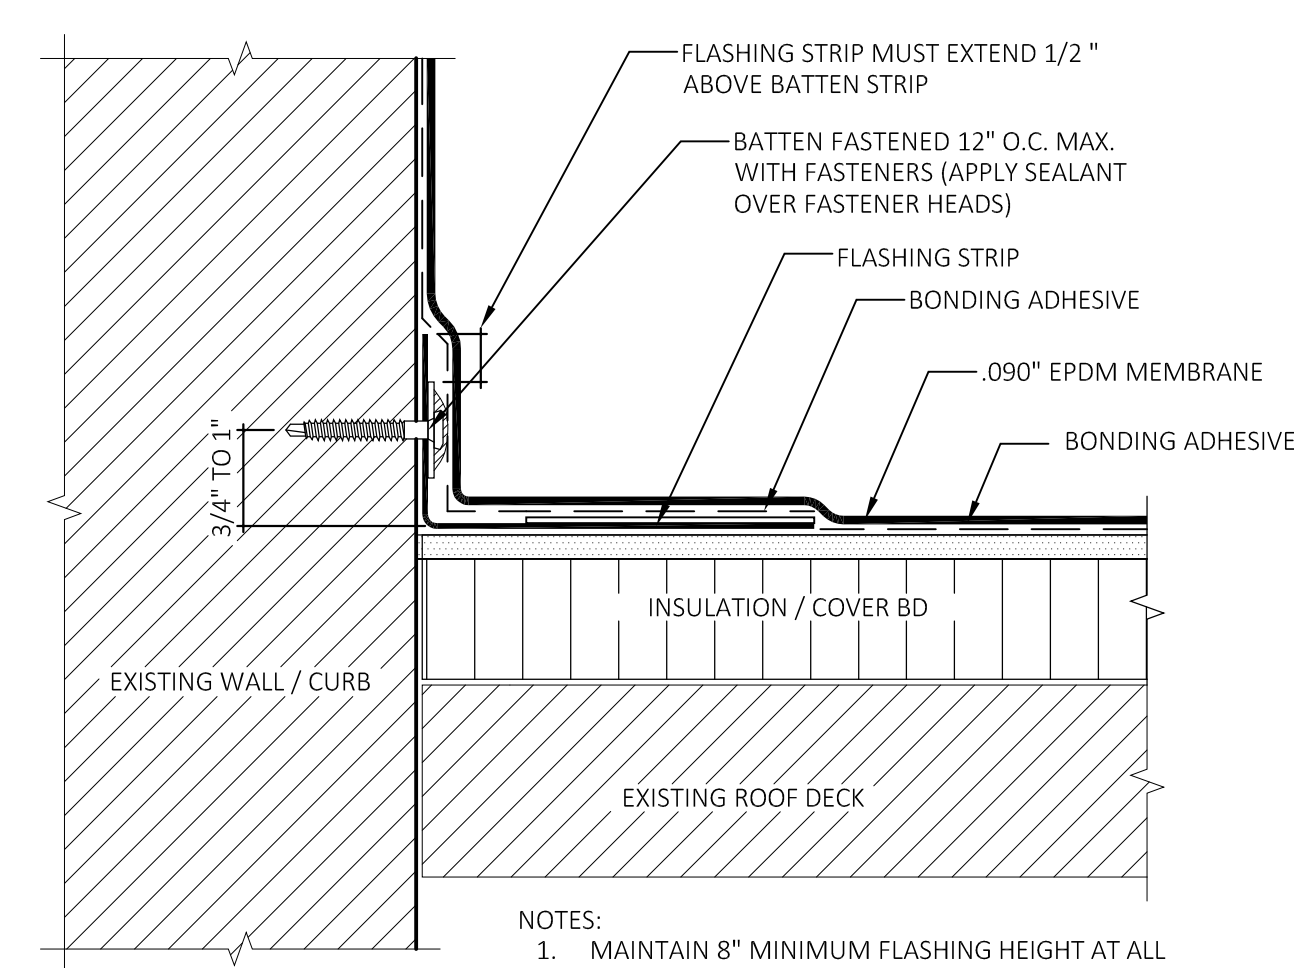 FLASHING STRIP MUST EXTEND 1/2 "
ABOVE BATTEN STRIP
BATTEN FASTENED 12" O.C. MAX.
WITH FASTENERS (APPLY SEALANT
OVER FASTENER HEADS)
FLASHING STRIP
BONDING ADHESIVE
.090" EPDM MEMBRANE
BONDING ADHESIVE
3/4" TO 1"
INSULATION / COVER BD
EXISTING WALL / CURB
EXISTING ROOF DECK
NOTES:
1. MAINTAIN 8" MINIMUM FLASHING HEIGHT AT ALL